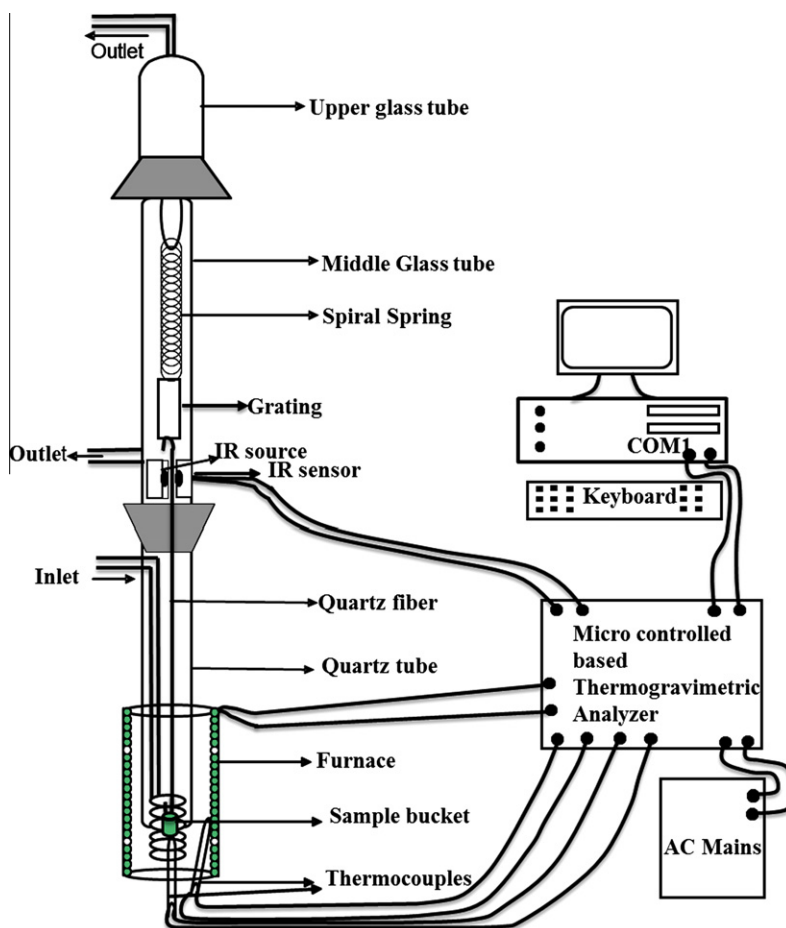 Outlet
Upper glass tube
Middle Glass tube
Spiral Spring
Grating
COM1
IR source
Outlet
IR sensor
Keyboard
Inlet
Quartz fiber
Micro controlled
based
Thermogravimetric
Analyzer
Quartz tube
Furnace
Sample bucket
AC Mains
Thermocouples